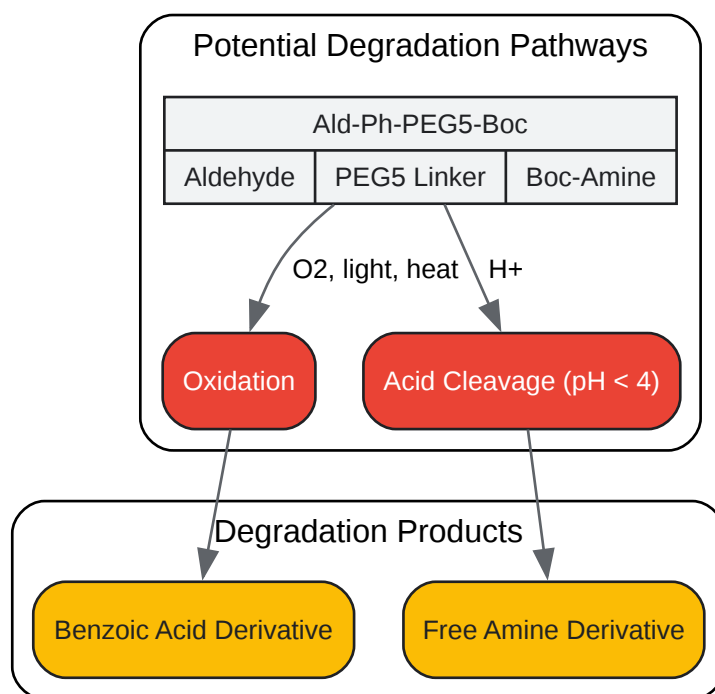 Potential Degradation Pathways
Ald-Ph-PEG5-Boc
Aldehyde
PEG5 Linker
Boc-Amine
O2, light, heat
H+
Oxidation
Acid Cleavage (pH < 4)
Degradation Products
Benzoic Acid Derivative
Free Amine Derivative